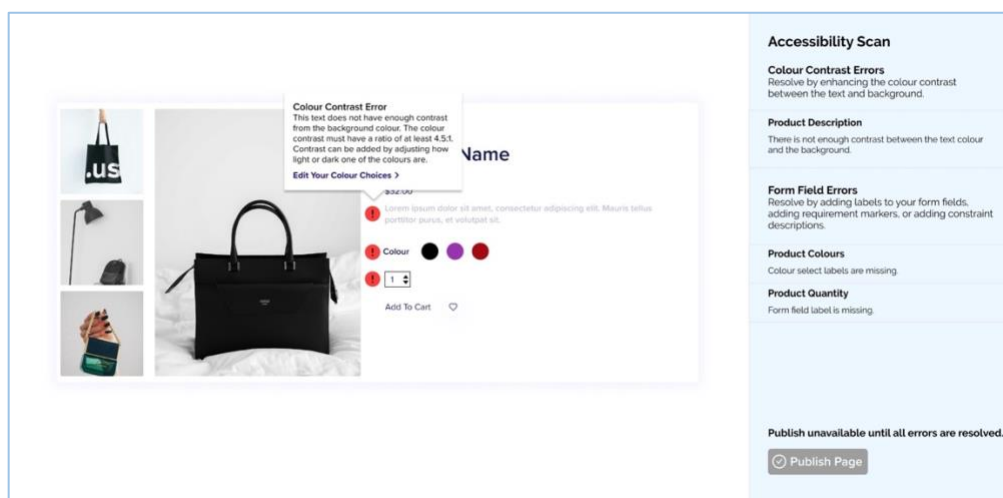 .us
Colour Contrast Error
This text does not have enough contrast
from the background colour. The colour
contrast must have a ratio of at least 4.5:1.
Contrast can be added by adjusting how
light or dark one of the colours are.
Edit Your Colour Choices >
Name
$32.00
Lorem ipsum dolor sit amet, consectetur adipiscing elit. Mauris tellus
porttitor purus, et volutpat sit.
! Colour
! 1
Add To Cart
Accessibility Scan
Colour Contrast Errors
Resolve by enhancing the colour contrast
between the text and background.
Product Description
There is not enough contrast between the text colour
and the background.
Form Field Errors
Resolve by adding labels to your form fields,
adding requirement markers, or adding constraint
descriptions.
Product Colours
Colour select labels are missing.
Product Quantity
Form field label is missing.
Publish unavailable until all errors are resolved.
Publish Page